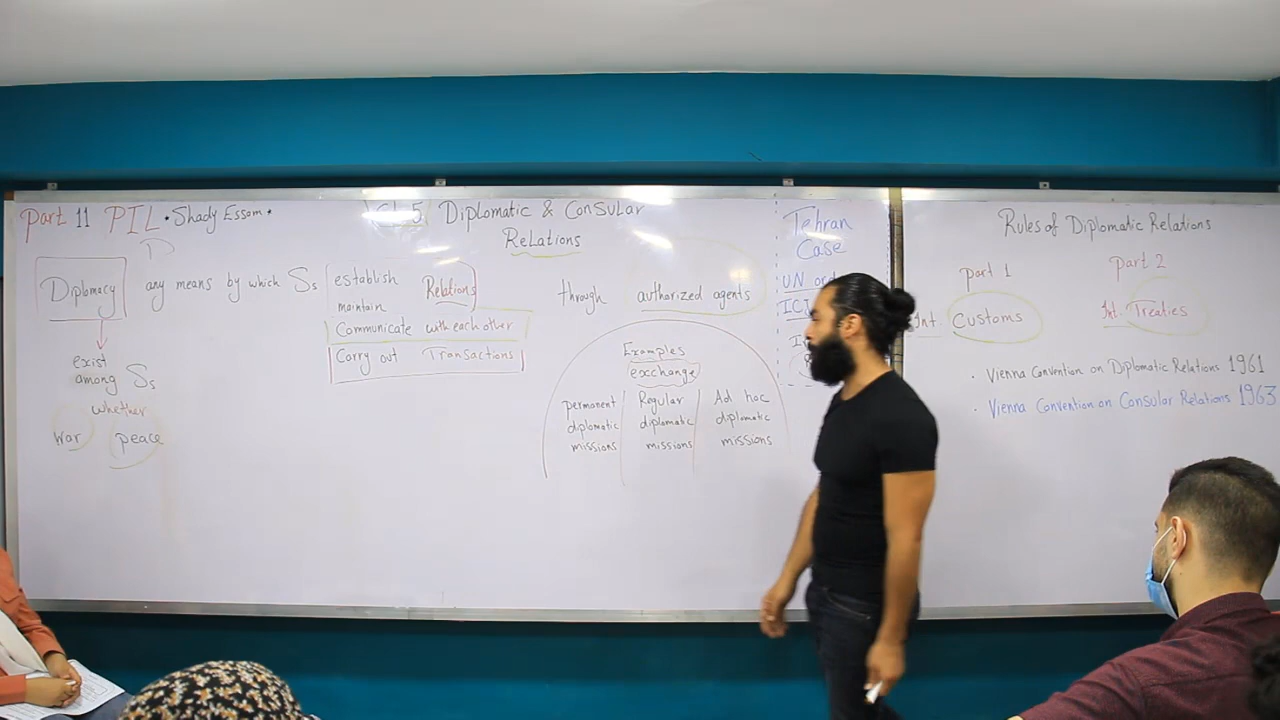 Part 11 PIL • Shady Essam •
Ch 5. Diplomatic & Consular
Relations
Diplomacy any means by which Ss
establish
maintain
Relations
Communicate with each other
Carry out Transactions
through authorized agents
exist
among Ss
whether
war peace
Examples
exchange
permanent
diplomatic
missions
Regular
diplomatic
missions
Ad hoc
diplomatic
missions
Tehran
Case
UN
Rules of Diplomatic Relations
part 1
Int. Customs
part 2
Int. Treaties
• Vienna Convention on Diplomatic Relations 1961
• Vienna Convention on Consular Relations 1963